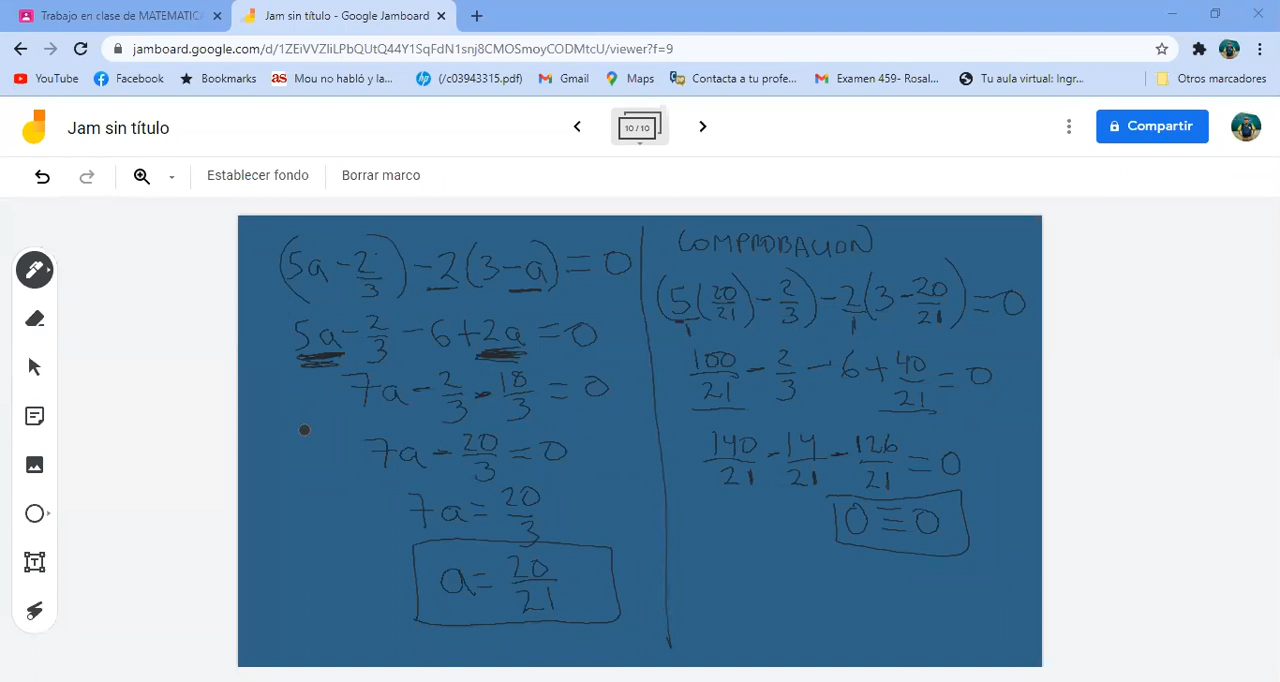 Trabajo en clase de MATEMATICA
Jam sin título - Google Jamboard
jamboard.google.com/d/1ZEiVVZliLPbQUtQ44Y1SqFdN1snj8CMOSmoyCODMtcU/viewer?f=9
YouTube Facebook Bookmarks Mou no habló y la... (/c03943315.pdf) Gmail Maps Contacta a tu profe... Examen 459- Rosal... Tu aula virtual: Ingr... Otros marcadores
Jam sin título
10 / 10
Compartir
Establecer fondo
Borrar marco
(5a - 2/3) - 2(3 - a) = 0
5a - 2/3 - 6 + 2a = 0
7a - 2/3 - 18/3 = 0
7a - 20/3 = 0
7a = 20/3
a = 20/21
(COMPROBACION)
(5(20/21) - 2/3) - 2(3 - 20/21) = 0
1 1
100/21 - 2/3 - 6 + 40/21 = 0
140/21 - 14/21 - 126/21 = 0
0 ≡ 0